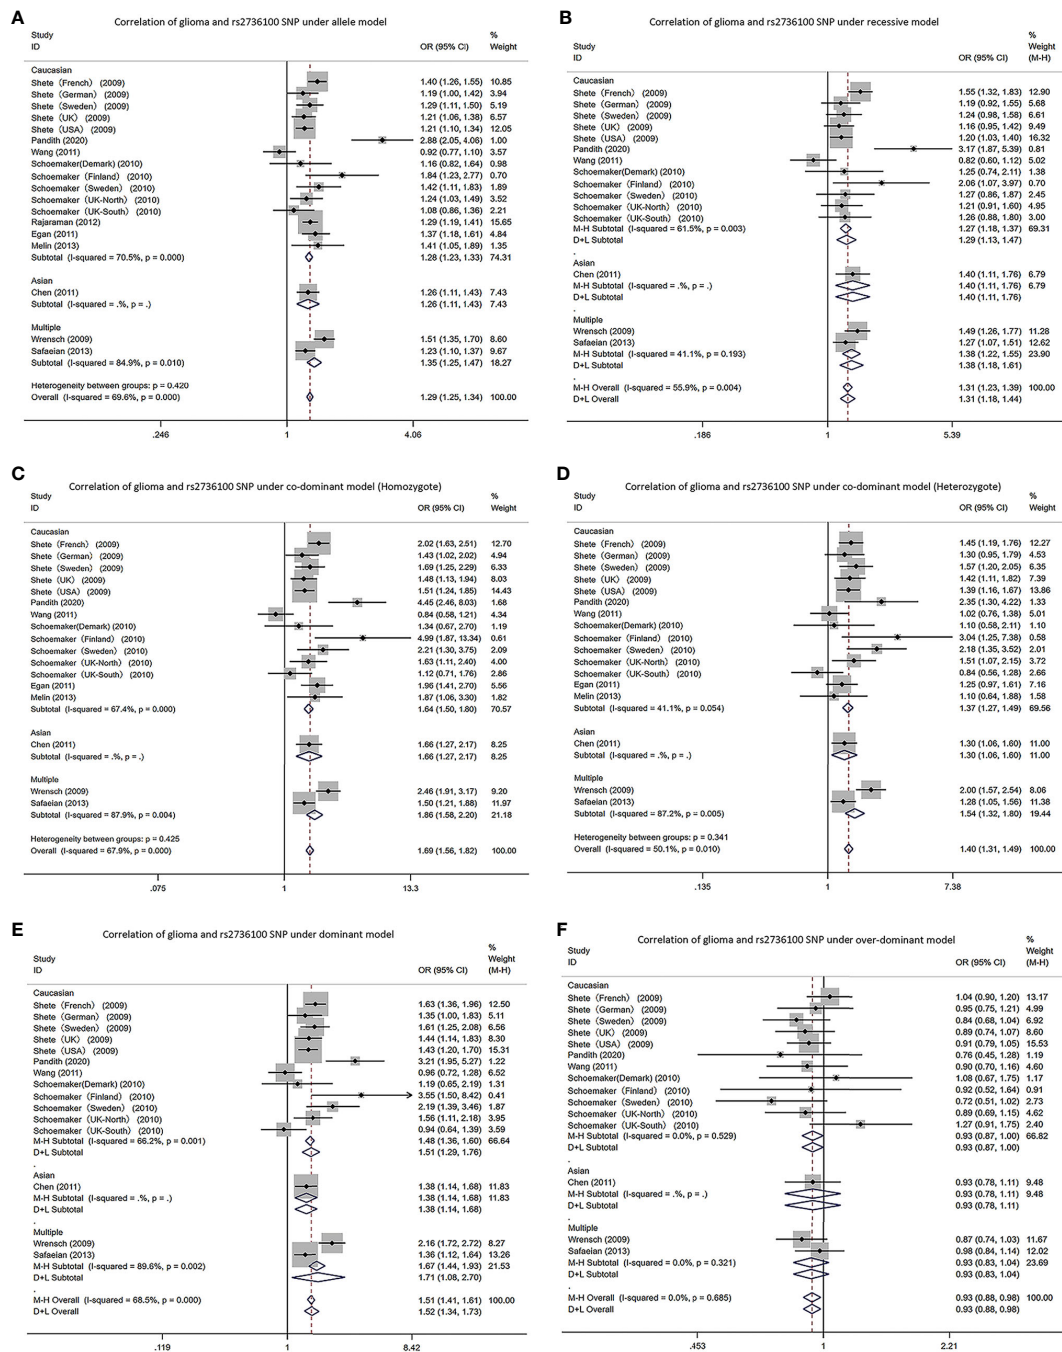 A
Correlation of glioma and rs2736100 SNP under allele model
Study %
ID OR (95% CI) Weight
Caucasian
Shete（French) (2009) 1.40 (1.26, 1.55) 10.85
Shete（German) (2009) 1.19 (1.00, 1.42) 3.94
Shete（Sweden) (2009) 1.29 (1.11, 1.50) 5.19
Shete（UK) (2009) 1.21 (1.06, 1.38) 6.57
Shete（USA) (2009) 1.21 (1.10, 1.34) 12.05
Pandith (2020) 2.88 (2.05, 4.06) 1.00
Wang (2011) 0.92 (0.77, 1.10) 3.57
Schoemaker(Demark) (2010) 1.16 (0.82, 1.64) 0.98
Schoemaker (Finland) (2010) 1.84 (1.23, 2.77) 0.70
Schoemaker (Sweden) (2010) 1.42 (1.11, 1.83) 1.89
Schoemaker (UK-North) (2010) 1.24 (1.03, 1.49) 3.52
Schoemaker (UK-South) (2010) 1.08 (0.86, 1.36) 2.21
Rajaraman (2012) 1.29 (1.19, 1.41) 15.65
Egan (2011) 1.37 (1.18, 1.61) 4.84
Melin (2013) 1.41 (1.05, 1.89) 1.35
Subtotal (I-squared = 70.5%, p = 0.000) 1.28 (1.23, 1.33) 74.31
Asian
Chen (2011) 1.26 (1.11, 1.43) 7.43
Subtotal (I-squared = .%, p = .) 1.26 (1.11, 1.43) 7.43
Multiple
Wrensch (2009) 1.51 (1.35, 1.70) 8.60
Safaeian (2013) 1.23 (1.10, 1.37) 9.67
Subtotal (I-squared = 84.9%, p = 0.010) 1.35 (1.25, 1.47) 18.27
Heterogeneity between groups: p = 0.420
Overall (I-squared = 69.6%, p = 0.000) 1.29 (1.25, 1.34) 100.00
.246 1 4.06
B
Correlation of glioma and rs2736100 SNP under recessive model
%
Study Weight
ID OR (95% CI) (M-H)
Caucasian
Shete（French) (2009) 1.55 (1.32, 1.83) 12.90
Shete（German) (2009) 1.19 (0.92, 1.55) 5.68
Shete（Sweden) (2009) 1.24 (0.98, 1.58) 6.61
Shete（UK) (2009) 1.16 (0.95, 1.42) 9.49
Shete（USA) (2009) 1.20 (1.03, 1.40) 16.32
Pandith (2020) 3.17 (1.87, 5.39) 0.81
Wang (2011) 0.82 (0.60, 1.12) 5.02
Schoemaker(Demark) (2010) 1.25 (0.74, 2.11) 1.38
Schoemaker (Finland) (2010) 2.06 (1.07, 3.97) 0.70
Schoemaker (Sweden) (2010) 1.27 (0.86, 1.87) 2.45
Schoemaker (UK-North) (2010) 1.21 (0.91, 1.60) 4.95
Schoemaker (UK-South) (2010) 1.26 (0.88, 1.80) 3.00
M-H Subtotal (I-squared = 61.5%, p = 0.003) 1.27 (1.18, 1.37) 69.31
D+L Subtotal 1.29 (1.13, 1.47)
.
Asian
Chen (2011) 1.40 (1.11, 1.76) 6.79
M-H Subtotal (I-squared = .%, p = .) 1.40 (1.11, 1.76) 6.79
D+L Subtotal 1.40 (1.11, 1.76)
.
Multiple
Wrensch (2009) 1.49 (1.26, 1.77) 11.28
Safaeian (2013) 1.27 (1.07, 1.51) 12.62
M-H Subtotal (I-squared = 41.1%, p = 0.193) 1.38 (1.22, 1.55) 23.90
D+L Subtotal 1.38 (1.18, 1.61)
.
M-H Overall (I-squared = 55.9%, p = 0.004) 1.31 (1.23, 1.39) 100.00
D+L Overall 1.31 (1.18, 1.44)
.186 1 5.39
C
Correlation of glioma and rs2736100 SNP under co-dominant model (Homozygote)
Study %
ID OR (95% CI) Weight
Caucasian
Shete（French) (2009) 2.02 (1.63, 2.51) 12.70
Shete（German) (2009) 1.43 (1.02, 2.02) 4.94
Shete（Sweden) (2009) 1.69 (1.25, 2.29) 6.33
Shete（UK) (2009) 1.48 (1.13, 1.94) 8.03
Shete（USA) (2009) 1.51 (1.24, 1.85) 14.43
Pandith (2020) 4.45 (2.46, 8.03) 1.68
Wang (2011) 0.84 (0.58, 1.21) 4.34
Schoemaker(Demark) (2010) 1.34 (0.67, 2.70) 1.19
Schoemaker (Finland) (2010) 4.99 (1.87, 13.34) 0.61
Schoemaker (Sweden) (2010) 2.21 (1.30, 3.75) 2.09
Schoemaker (UK-North) (2010) 1.63 (1.11, 2.40) 4.00
Schoemaker (UK-South) (2010) 1.12 (0.71, 1.76) 2.86
Egan (2011) 1.96 (1.41, 2.70) 5.56
Melin (2013) 1.87 (1.06, 3.30) 1.82
Subtotal (I-squared = 67.4%, p = 0.000) 1.64 (1.50, 1.80) 70.57
Asian
Chen (2011) 1.66 (1.27, 2.17) 8.25
Subtotal (I-squared = .%, p = .) 1.66 (1.27, 2.17) 8.25
Multiple
Wrensch (2009) 2.46 (1.91, 3.17) 9.20
Safaeian (2013) 1.50 (1.21, 1.88) 11.97
Subtotal (I-squared = 87.9%, p = 0.004) 1.86 (1.58, 2.20) 21.18
Heterogeneity between groups: p = 0.425
Overall (I-squared = 67.9%, p = 0.000) 1.69 (1.56, 1.82) 100.00
.075 1 13.3
D
Correlation of glioma and rs2736100 SNP under co-dominant model (Heterozygote)
Study %
ID OR (95% CI) Weight
Caucasian
Shete（French) (2009) 1.45 (1.19, 1.76) 12.27
Shete（German) (2009) 1.30 (0.95, 1.79) 4.53
Shete（Sweden) (2009) 1.57 (1.20, 2.05) 6.35
Shete（UK) (2009) 1.42 (1.11, 1.82) 7.39
Shete（USA) (2009) 1.39 (1.16, 1.67) 13.86
Pandith (2020) 2.35 (1.30, 4.22) 1.33
Wang (2011) 1.02 (0.76, 1.38) 5.01
Schoemaker(Demark) (2010) 1.10 (0.58, 2.11) 1.10
Schoemaker (Finland) (2010) 3.04 (1.25, 7.38) 0.58
Schoemaker (Sweden) (2010) 2.18 (1.35, 3.52) 2.01
Schoemaker (UK-North) (2010) 1.51 (1.07, 2.15) 3.72
Schoemaker (UK-South) (2010) 0.84 (0.56, 1.28) 2.66
Egan (2011) 1.25 (0.97, 1.61) 7.16
Melin (2013) 1.10 (0.64, 1.88) 1.58
Subtotal (I-squared = 41.1%, p = 0.054) 1.37 (1.27, 1.49) 69.56
Asian
Chen (2011) 1.30 (1.06, 1.60) 11.00
Subtotal (I-squared = .%, p = .) 1.30 (1.06, 1.60) 11.00
Multiple
Wrensch (2009) 2.00 (1.57, 2.54) 8.06
Safaeian (2013) 1.28 (1.05, 1.56) 11.38
Subtotal (I-squared = 87.2%, p = 0.005) 1.54 (1.32, 1.80) 19.44
Heterogeneity between groups: p = 0.341
Overall (I-squared = 50.1%, p = 0.010) 1.40 (1.31, 1.49) 100.00
.135 1 7.38
E
Correlation of glioma and rs2736100 SNP under dominant model
%
Study Weight
ID OR (95% CI) (M-H)
Caucasian
Shete（French) (2009) 1.63 (1.36, 1.96) 12.50
Shete（German) (2009) 1.35 (1.00, 1.83) 5.11
Shete（Sweden) (2009) 1.61 (1.25, 2.08) 6.56
Shete（UK) (2009) 1.44 (1.14, 1.83) 8.30
Shete（USA) (2009) 1.43 (1.20, 1.70) 15.31
Pandith (2020) 3.21 (1.95, 5.27) 1.22
Wang (2011) 0.96 (0.72, 1.28) 6.52
Schoemaker(Demark) (2010) 1.19 (0.65, 2.19) 1.31
Schoemaker (Finland) (2010) 3.55 (1.50, 8.42) 0.41
Schoemaker (Sweden) (2010) 2.19 (1.39, 3.46) 1.87
Schoemaker (UK-North) (2010) 1.56 (1.11, 2.18) 3.95
Schoemaker (UK-South) (2010) 0.94 (0.64, 1.39) 3.59
M-H Subtotal (I-squared = 66.2%, p = 0.001) 1.48 (1.36, 1.60) 66.64
D+L Subtotal 1.51 (1.29, 1.76)
.
Asian
Chen (2011) 1.38 (1.14, 1.68) 11.83
M-H Subtotal (I-squared = .%, p = .) 1.38 (1.14, 1.68) 11.83
D+L Subtotal 1.38 (1.14, 1.68)
.
Multiple
Wrensch (2009) 2.16 (1.72, 2.72) 8.27
Safaeian (2013) 1.36 (1.12, 1.64) 13.26
M-H Subtotal (I-squared = 89.6%, p = 0.002) 1.67 (1.44, 1.93) 21.53
D+L Subtotal 1.71 (1.08, 2.70)
.
M-H Overall (I-squared = 68.5%, p = 0.000) 1.51 (1.41, 1.61) 100.00
D+L Overall 1.52 (1.34, 1.73)
.119 1 8.42
F
Correlation of glioma and rs2736100 SNP under over-dominant model
%
Study Weight
ID OR (95% CI) (M-H)
Caucasian
Shete（French) (2009) 1.04 (0.90, 1.20) 13.17
Shete（German) (2009) 0.95 (0.75, 1.21) 4.99
Shete（Sweden) (2009) 0.84 (0.68, 1.04) 6.92
Shete（UK) (2009) 0.89 (0.74, 1.07) 8.60
Shete（USA) (2009) 0.91 (0.79, 1.05) 15.53
Pandith (2020) 0.76 (0.45, 1.28) 1.19
Wang (2011) 0.90 (0.70, 1.16) 4.60
Schoemaker(Demark) (2010) 1.08 (0.67, 1.75) 1.17
Schoemaker (Finland) (2010) 0.92 (0.52, 1.64) 0.91
Schoemaker (Sweden) (2010) 0.72 (0.51, 1.02) 2.73
Schoemaker (UK-North) (2010) 0.89 (0.69, 1.15) 4.62
Schoemaker (UK-South) (2010) 1.27 (0.91, 1.75) 2.40
M-H Subtotal (I-squared = 0.0%, p = 0.529) 0.93 (0.87, 1.00) 66.82
D+L Subtotal 0.93 (0.87, 1.00)
.
Asian
Chen (2011) 0.93 (0.78, 1.11) 9.48
M-H Subtotal (I-squared = .%, p = .) 0.93 (0.78, 1.11) 9.48
D+L Subtotal 0.93 (0.78, 1.11)
.
Multiple
Wrensch (2009) 0.87 (0.74, 1.03) 11.67
Safaeian (2013) 0.98 (0.84, 1.14) 12.02
M-H Subtotal (I-squared = 0.0%, p = 0.321) 0.93 (0.83, 1.04) 23.69
D+L Subtotal 0.93 (0.83, 1.04)
.
M-H Overall (I-squared = 0.0%, p = 0.685) 0.93 (0.88, 0.98) 100.00
D+L Overall 0.93 (0.88, 0.98)
.453 1 2.21